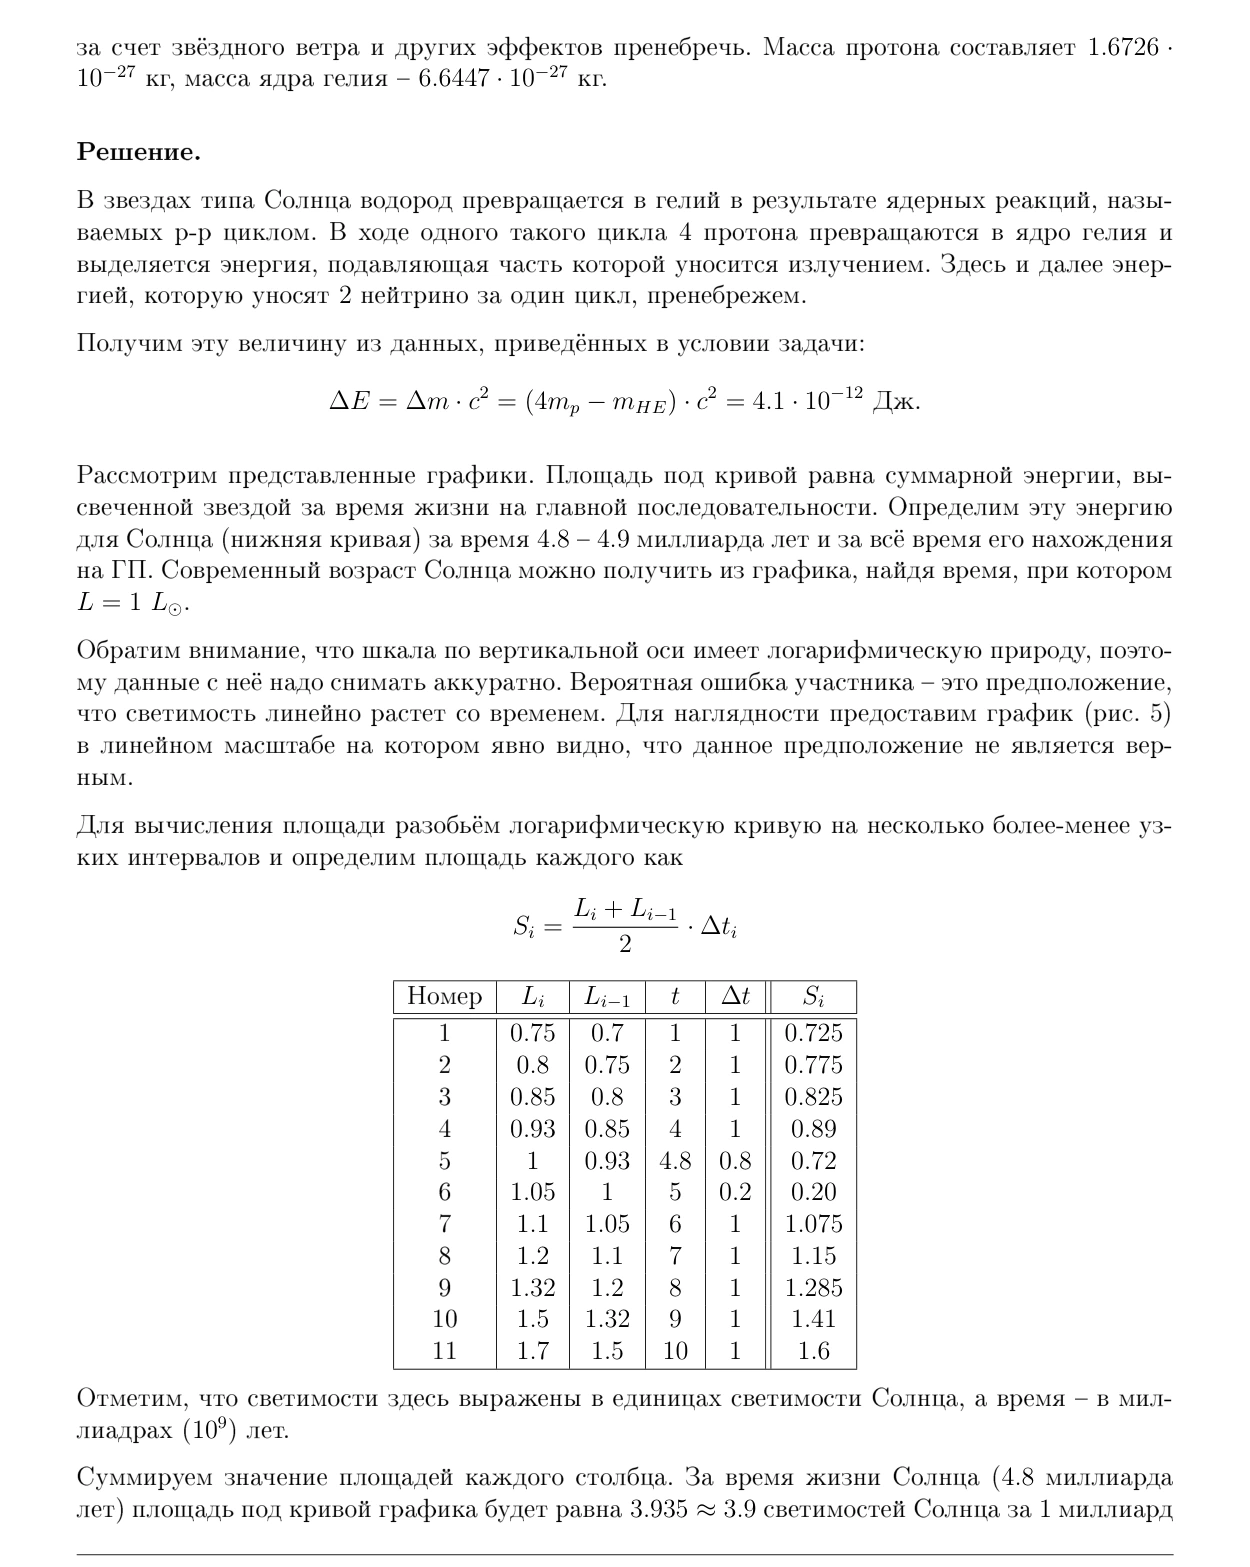 за счет звёздного ветра и других эффектов пренебречь. Масса протона составляет 1.6726 ·
10⁻²⁷ кг, масса ядра гелия – 6.6447 · 10⁻²⁷ кг.
Решение.
В звездах типа Солнца водород превращается в гелий в результате ядерных реакций, назы-
ваемых p-p циклом. В ходе одного такого цикла 4 протона превращаются в ядро гелия и
выделяется энергия, подавляющая часть которой уносится излучением. Здесь и далее энер-
гией, которую уносят 2 нейтрино за один цикл, пренебрежем.
Получим эту величину из данных, приведённых в условии задачи:
ΔE = Δm · c² = (4m_p − m_{HE}) · c² = 4.1 · 10⁻¹² Дж.
Рассмотрим представленные графики. Площадь под кривой равна суммарной энергии, вы-
свеченной звездой за время жизни на главной последовательности. Определим эту энергию
для Солнца (нижняя кривая) за время 4.8 – 4.9 миллиарда лет и за всё время его нахождения
на ГП. Современный возраст Солнца можно получить из графика, найдя время, при котором
L = 1 L_⊙.
Обратим внимание, что шкала по вертикальной оси имеет логарифмическую природу, поэто-
му данные с неё надо снимать аккуратно. Вероятная ошибка участника – это предположение,
что светимость линейно растет со временем. Для наглядности предоставим график (рис. 5)
в линейном масштабе на котором явно видно, что данное предположение не является вер-
ным.
Для вычисления площади разобьём логарифмическую кривую на несколько более-менее уз-
ких интервалов и определим площадь каждого как
S_i = (L_i + L_{i−1})/2 · Δt_i
Номер L_i L_{i−1} t Δt S_i
1 0.75 0.7 1 1 0.725
2 0.8 0.75 2 1 0.775
3 0.85 0.8 3 1 0.825
4 0.93 0.85 4 1 0.89
5 1 0.93 4.8 0.8 0.72
6 1.05 1 5 0.2 0.20
7 1.1 1.05 6 1 1.075
8 1.2 1.1 7 1 1.15
9 1.32 1.2 8 1 1.285
10 1.5 1.32 9 1 1.41
11 1.7 1.5 10 1 1.6
Отметим, что светимости здесь выражены в единицах светимости Солнца, а время – в мил-
лиадрах (10⁹) лет.
Суммируем значение площадей каждого столбца. За время жизни Солнца (4.8 миллиарда
лет) площадь под кривой графика будет равна 3.935 ≈ 3.9 светимостей Солнца за 1 миллиард